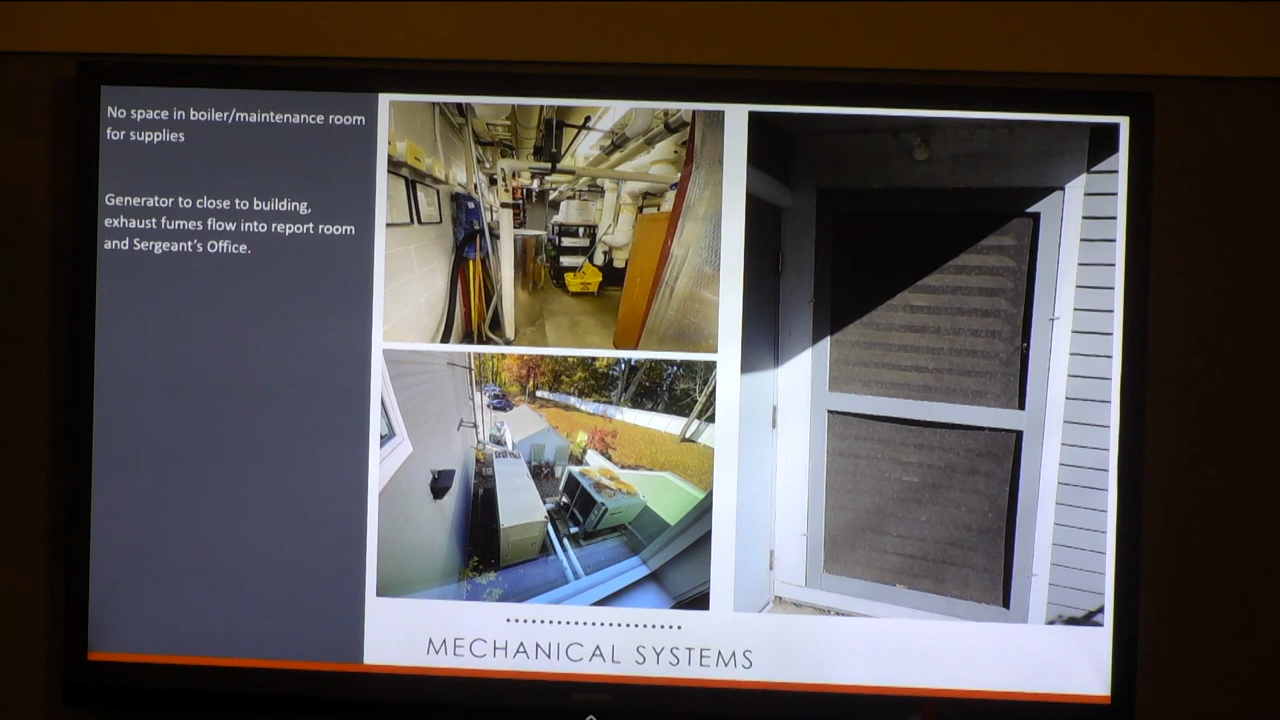 No space in boiler/maintenance room
for supplies
Generator to close to building,
exhaust fumes flow into report room
and Sergeant's Office.
MECHANICAL SYSTEMS